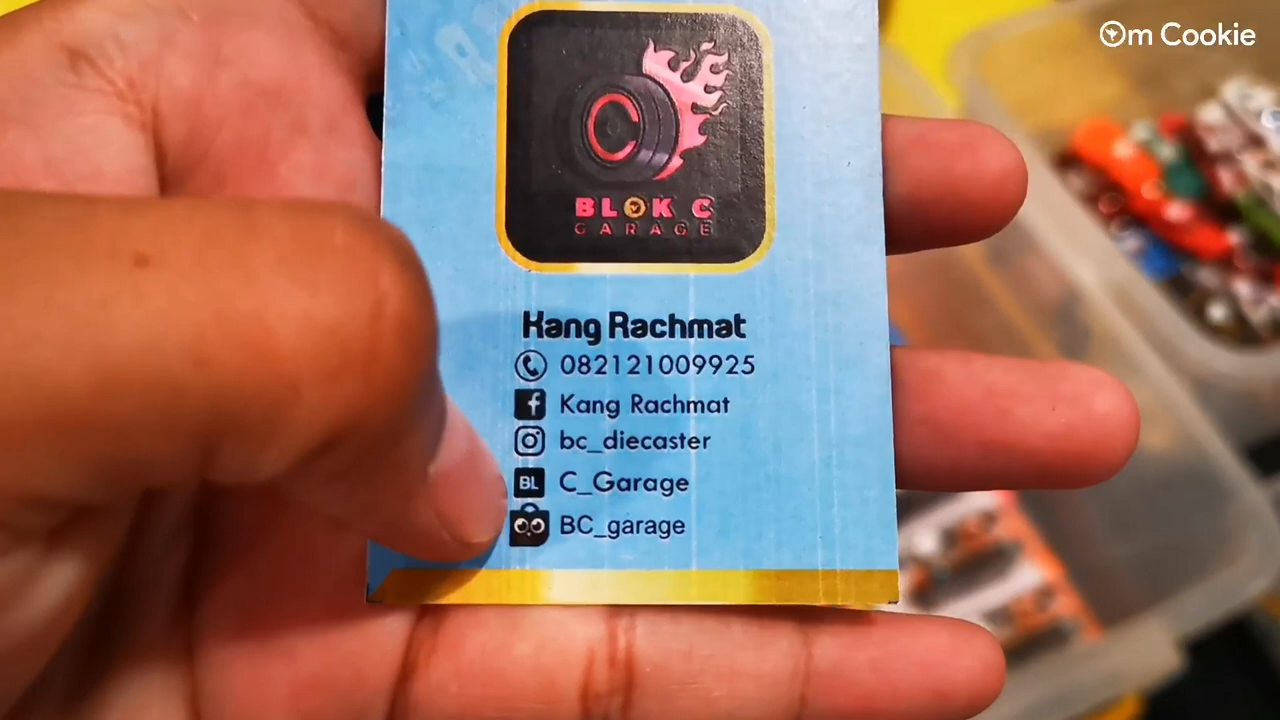 Om Cookie
C
BLOK C
GARAGE
Kang Rachmat
082121009925
Kang Rachmat
bc_diecaster
BL C_Garage
BC_garage